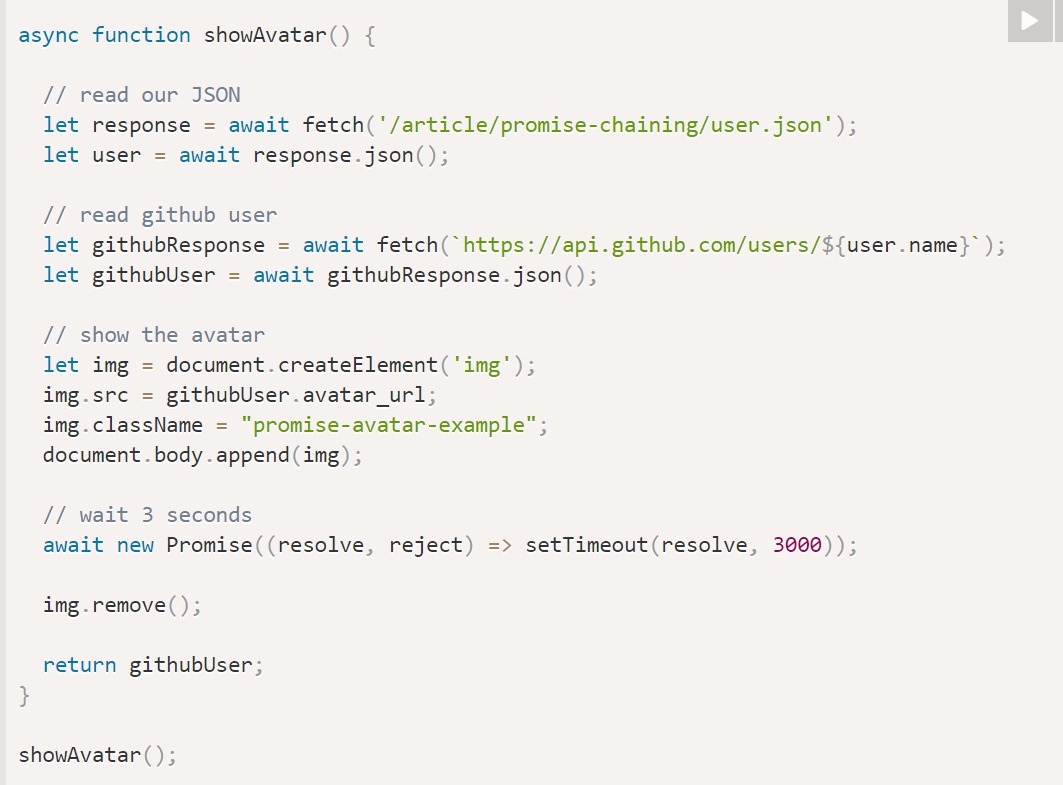 async function showAvatar() {

  // read our JSON
  let response = await fetch('/article/promise-chaining/user.json');
  let user = await response.json();

  // read github user
  let githubResponse = await fetch(`https://api.github.com/users/${user.name}`);
  let githubUser = await githubResponse.json();

  // show the avatar
  let img = document.createElement('img');
  img.src = githubUser.avatar_url;
  img.className = "promise-avatar-example";
  document.body.append(img);

  // wait 3 seconds
  await new Promise((resolve, reject) => setTimeout(resolve, 3000));

  img.remove();

  return githubUser;
}

showAvatar();